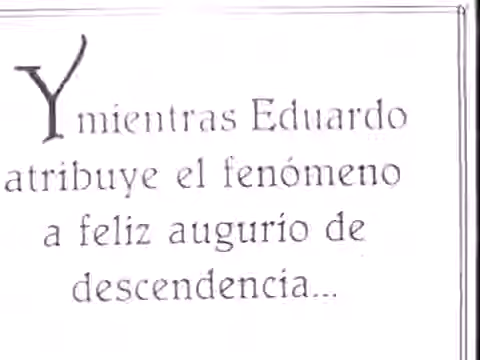 Y mientras Eduardo
atribuye el fenómeno
a feliz augurio de
descendencia...